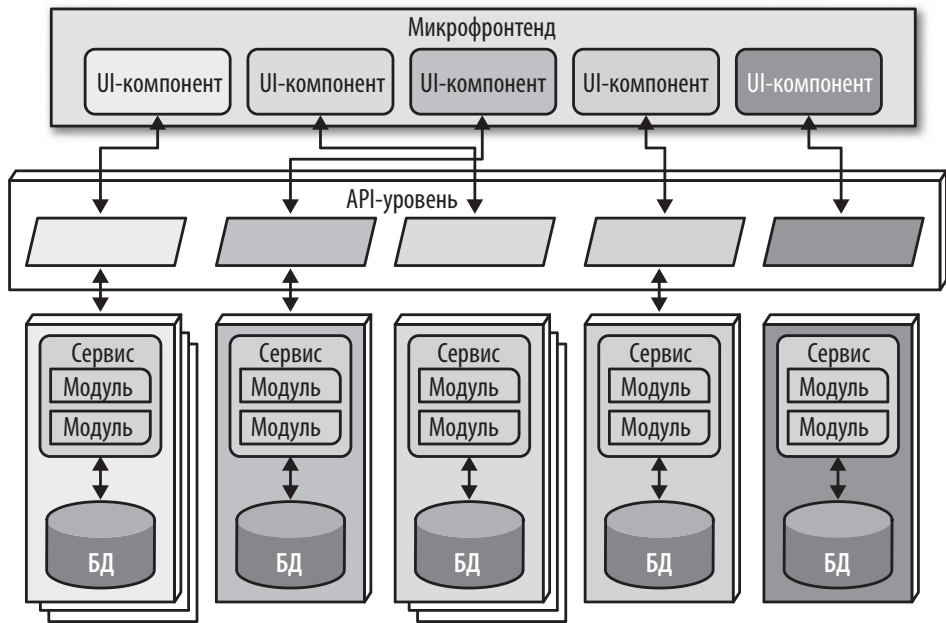 Микрофронтенд
UI-компонент UI-компонент UI-компонент UI-компонент UI-компонент
API-уровень
Сервис Сервис Сервис Сервис Сервис
Модуль Модуль Модуль Модуль Модуль
Модуль Модуль Модуль Модуль Модуль
БД БД БД БД БД